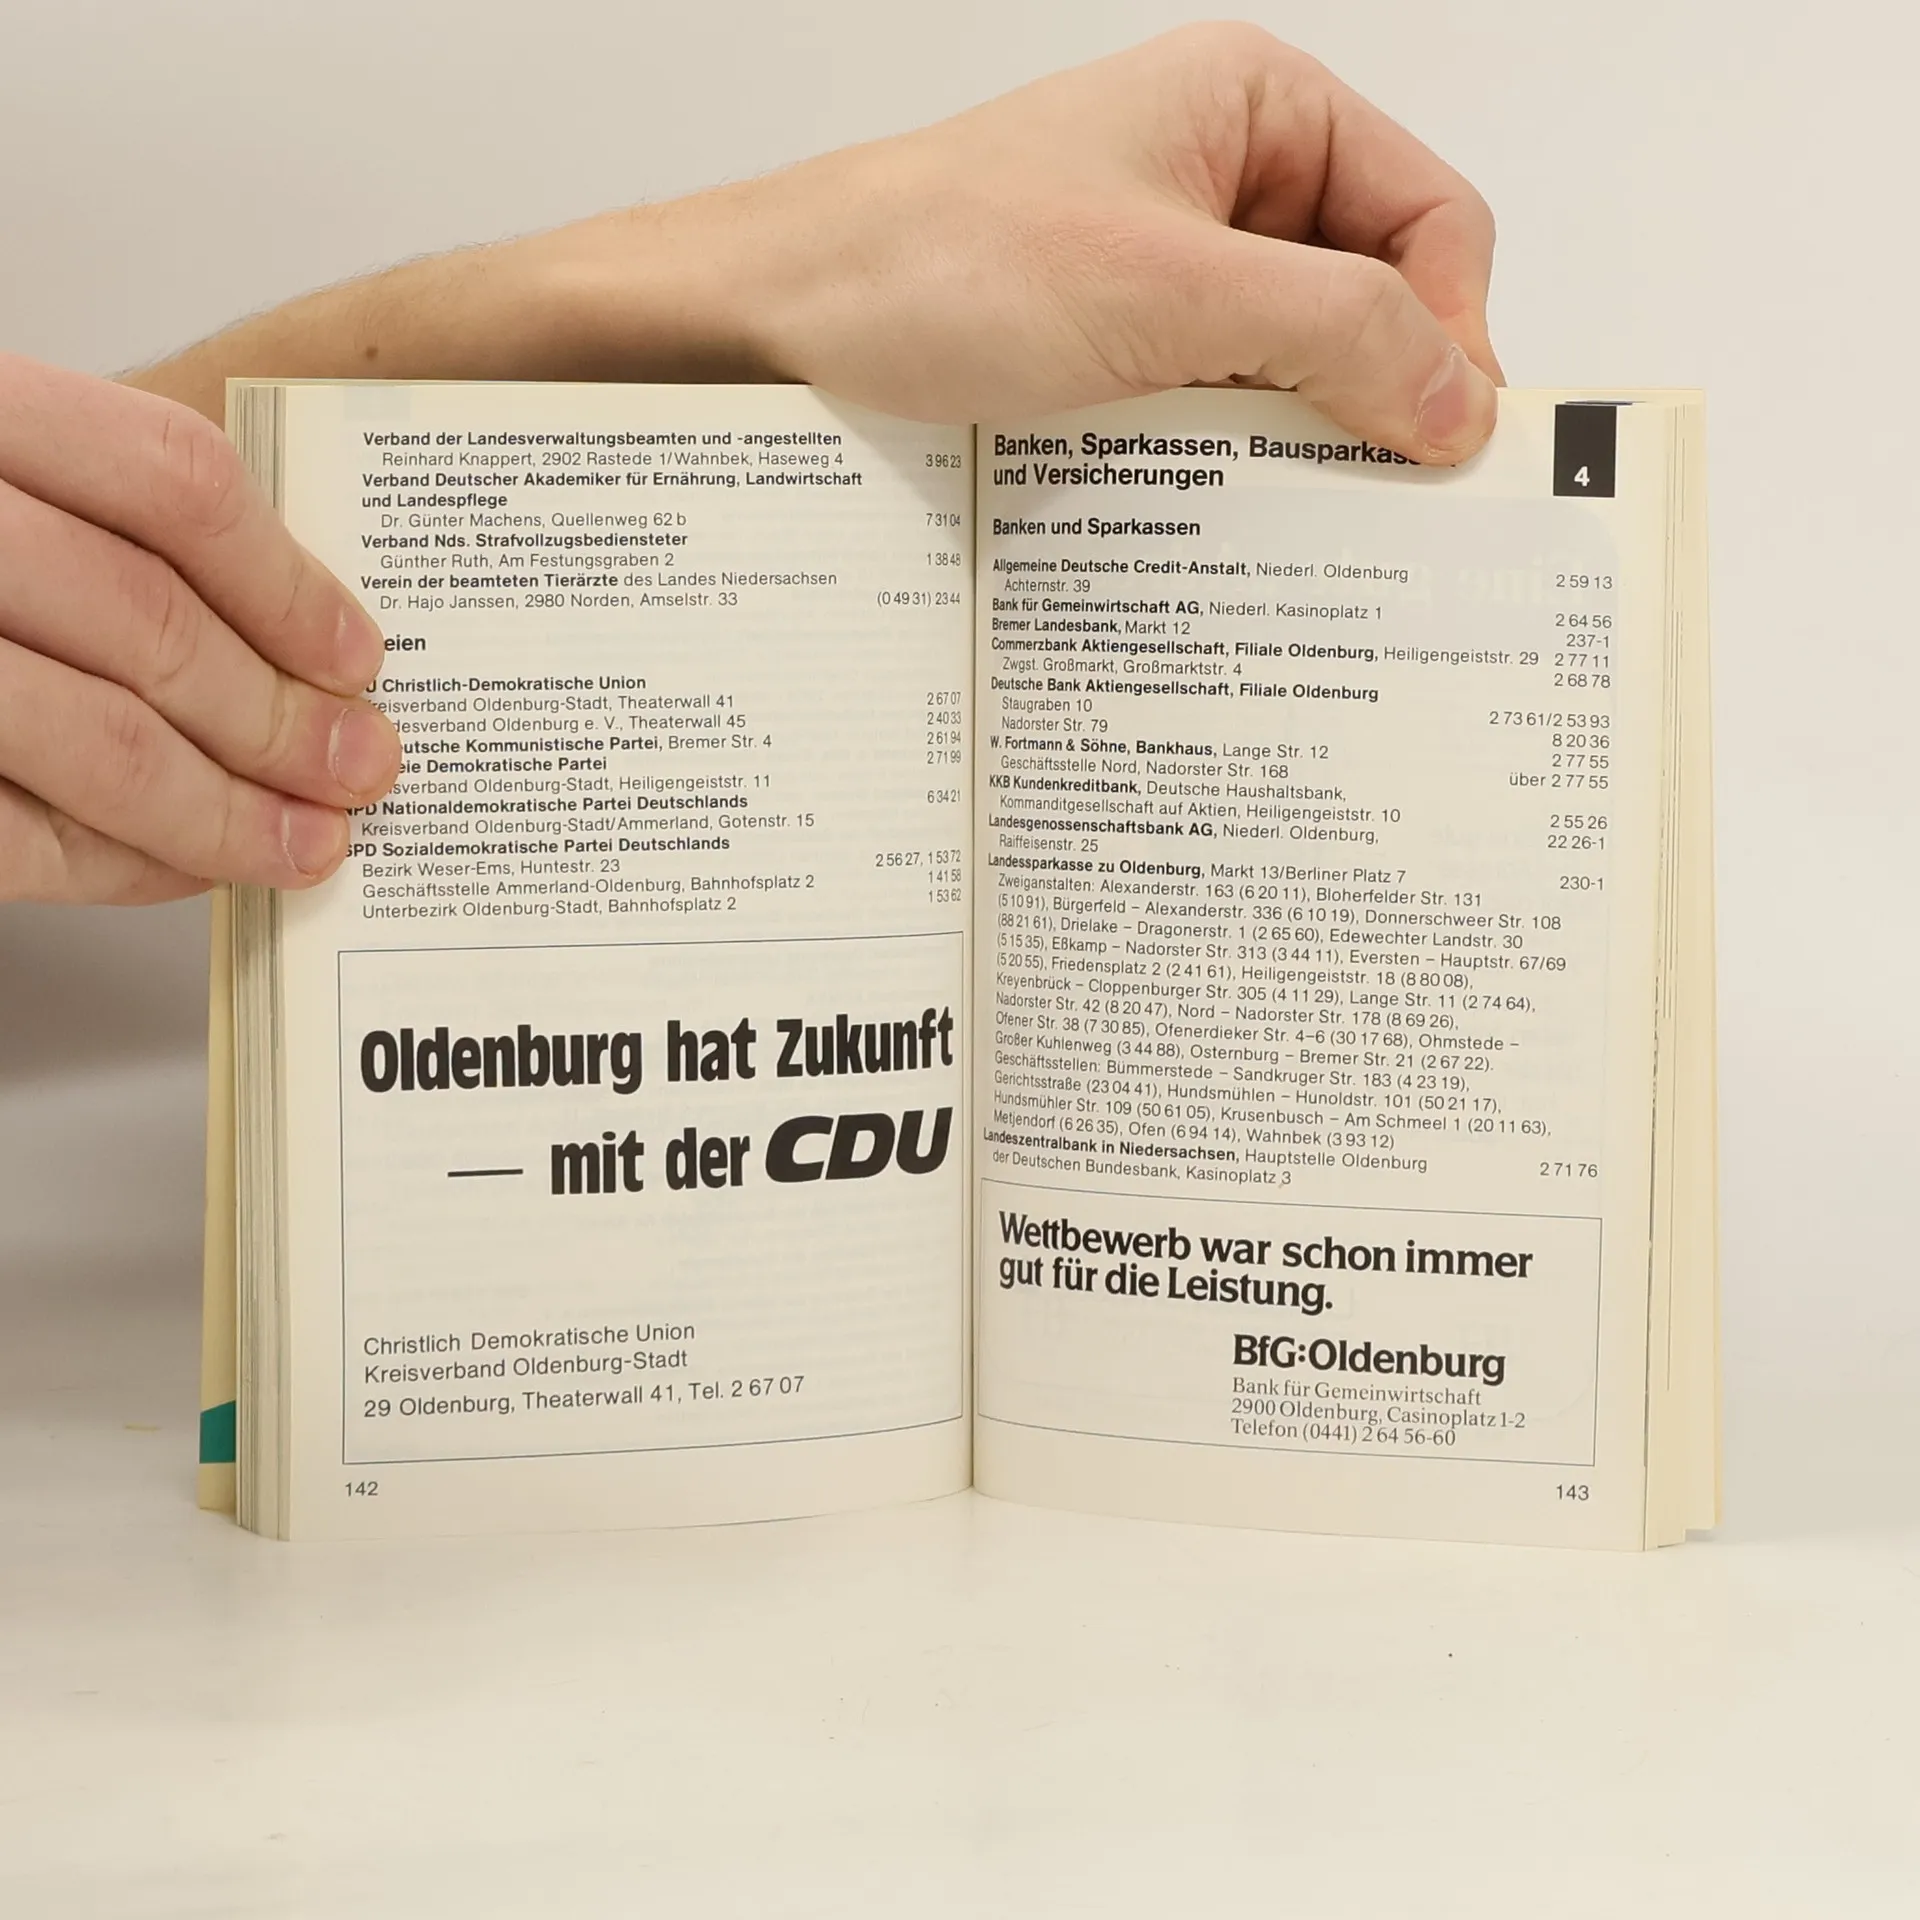 Verband der Landesverwaltungsbeamten und -angestellten
Reinhard Knappert, 2902 Rastede 1/Wahnbek, Haseweg 4 3 96 23
Verband Deutscher Akademiker für Ernährung, Landwirtschaft
und Landespflege
Dr. Günter Machens, Quellenweg 62 b 7 31 04
Verband Nds. Strafvollzugsbediensteter
Günther Ruth, Am Festungsgraben 2 1 38 48
Verein der beamteten Tierärzte des Landes Niedersachsen
Dr. Hajo Janssen, 2980 Norden, Amselstr. 33 (0 49 31) 23 44
eien
U Christlich-Demokratische Union
reisverband Oldenburg-Stadt, Theaterwall 41 2 67 07
desverband Oldenburg e. V., Theaterwall 45 2 40 33
eutsche Kommunistische Partei, Bremer Str. 4 2 61 94
eie Demokratische Partei 2 71 99
isverband Oldenburg-Stadt, Heiligengeiststr. 11
NPD Nationaldemokratische Partei Deutschlands 6 34 21
Kreisverband Oldenburg-Stadt/Ammerland, Gotenstr. 15
SPD Sozialdemokratische Partei Deutschlands
Bezirk Weser-Ems, Huntestr. 23 2 56 27, 1 53 72
Geschäftsstelle Ammerland-Oldenburg, Bahnhofsplatz 2 1 41 58
Unterbezirk Oldenburg-Stadt, Bahnhofsplatz 2 1 53 62
Oldenburg hat Zukunft
— mit der CDU
Christlich Demokratische Union
Kreisverband Oldenburg-Stadt
29 Oldenburg, Theaterwall 41, Tel. 2 67 07
142
Banken, Sparkassen, Bausparkas
und Versicherungen
4
Banken und Sparkassen
Allgemeine Deutsche Credit-Anstalt, Niederl. Oldenburg
Achternstr. 39 2 59 13
Bank für Gemeinwirtschaft AG, Niederl. Kasinoplatz 1 2 64 56
Bremer Landesbank, Markt 12 237-1
Commerzbank Aktiengesellschaft, Filiale Oldenburg, Heiligengeiststr. 29 2 77 11
Zwgst. Großmarkt, Großmarktstr. 4 2 68 78
Deutsche Bank Aktiengesellschaft, Filiale Oldenburg
Staugraben 10 2 73 61/2 53 93
Nadorster Str. 79 8 20 36
W. Fortmann & Söhne, Bankhaus, Lange Str. 12 2 77 55
Geschäftsstelle Nord, Nadorster Str. 168 über 2 77 55
KKB Kundenkreditbank, Deutsche Haushaltsbank,
Kommanditgesellschaft auf Aktien, Heiligengeiststr. 10 2 55 26
Landesgenossenschaftsbank AG, Niederl. Oldenburg, 22 26-1
Raiffeisenstr. 25
Landessparkasse zu Oldenburg, Markt 13/Berliner Platz 7 230-1
Zweiganstalten: Alexanderstr. 163 (6 20 11), Bloherfelder Str. 131
(5 10 91), Bürgerfeld – Alexanderstr. 336 (6 10 19), Donnerschweer Str. 108
(88 21 61), Drielake – Dragonerstr. 1 (2 65 60), Edewechter Landstr. 30
(5 15 35), Eßkamp – Nadorster Str. 313 (3 44 11), Eversten – Hauptstr. 67/69
(5 20 55), Friedensplatz 2 (2 41 61), Heiligengeiststr. 18 (8 80 08),
Kreyenbrück – Cloppenburger Str. 305 (4 11 29), Lange Str. 11 (2 74 64),
Nadorster Str. 42 (8 20 47), Nord – Nadorster Str. 178 (8 69 26),
Ofener Str. 38 (7 30 85), Ofenerdieker Str. 4–6 (30 17 68), Ohmstede –
Großer Kuhlenweg (3 44 88), Osternburg – Bremer Str. 21 (2 67 22).
Geschäftsstellen: Bümmerstede – Sandkruger Str. 183 (4 23 19),
Gerichtsstraße (23 04 41), Hundsmühlen – Hunoldstr. 101 (50 21 17),
Hundsmühler Str. 109 (50 61 05), Krusenbusch – Am Schmeel 1 (20 11 63),
Metjendorf (6 26 35), Ofen (6 94 14), Wahnbek (3 93 12)
Landeszentralbank in Niedersachsen, Hauptstelle Oldenburg
der Deutschen Bundesbank, Kasinoplatz 3 2 71 76
Wettbewerb war schon immer
gut für die Leistung.
BfG:Oldenburg
Bank für Gemeinwirtschaft
2900 Oldenburg, Casinoplatz 1-2
Telefon (0441) 2 64 56-60
143